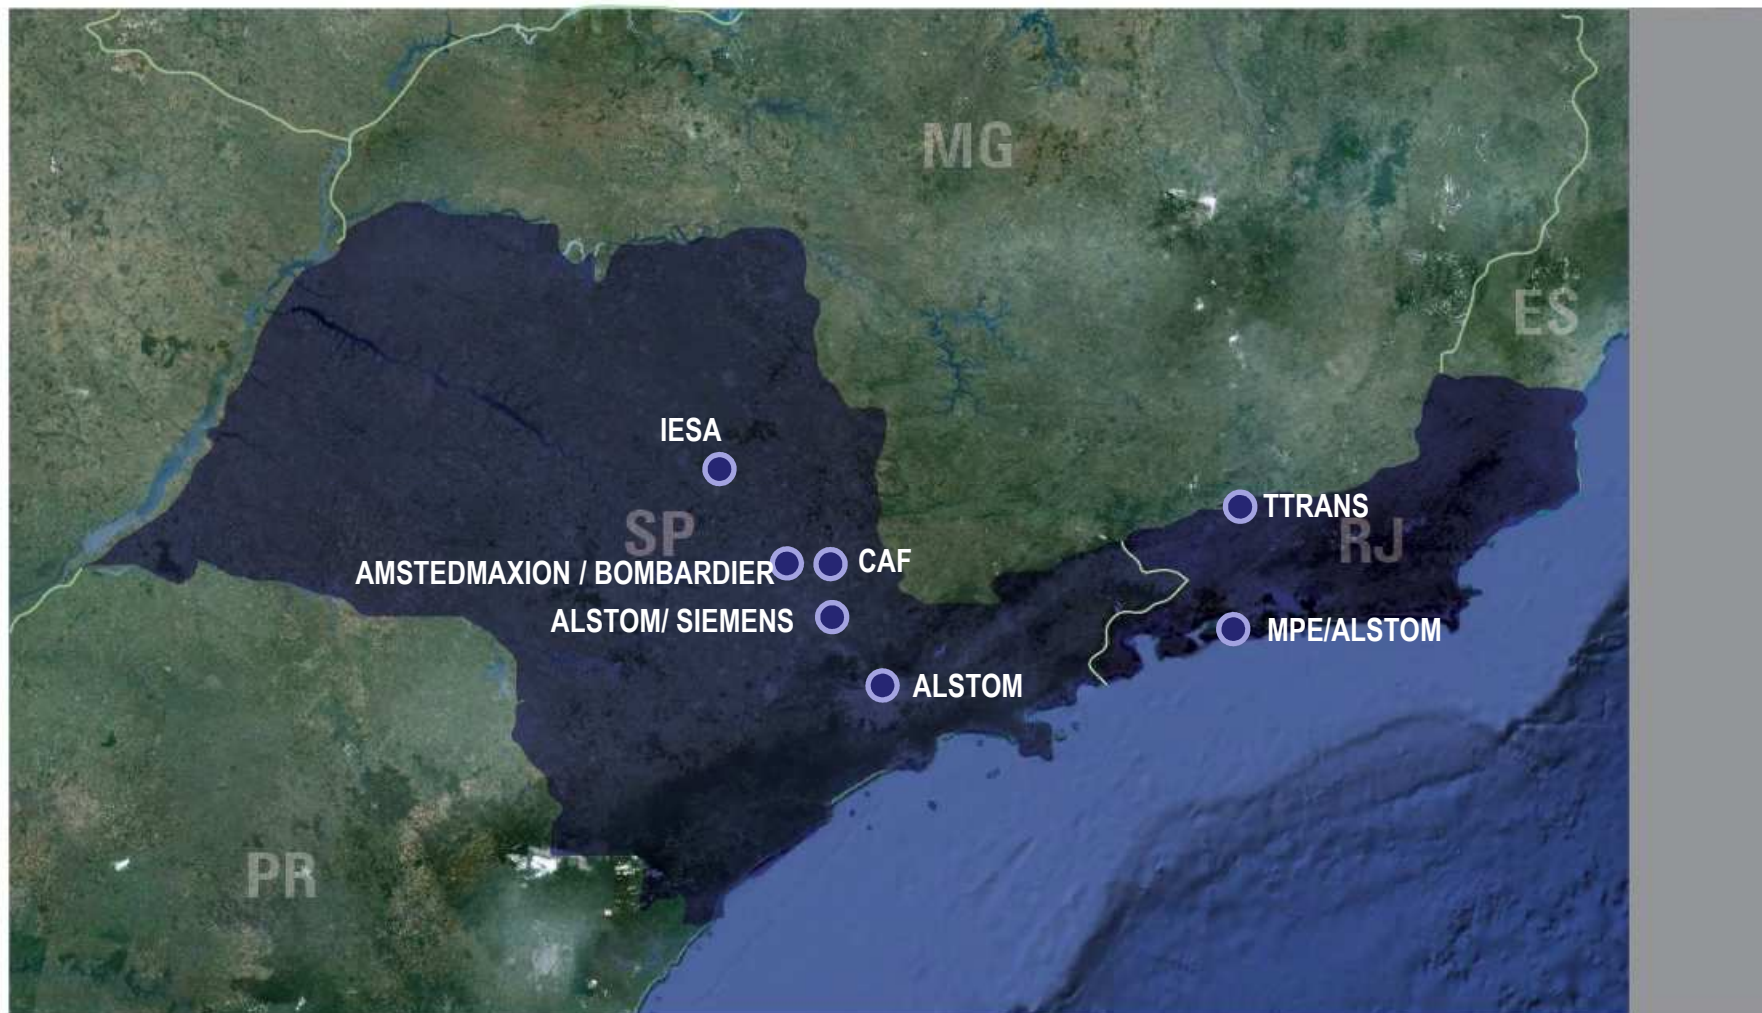 MG
ES
IESA
TTRANS
SP
RJ
CAF
AMSTEDMAXION / BOMBARDIER
ALSTOM/ SIEMENS
MPE/ALSTOM
ALSTOM
PR